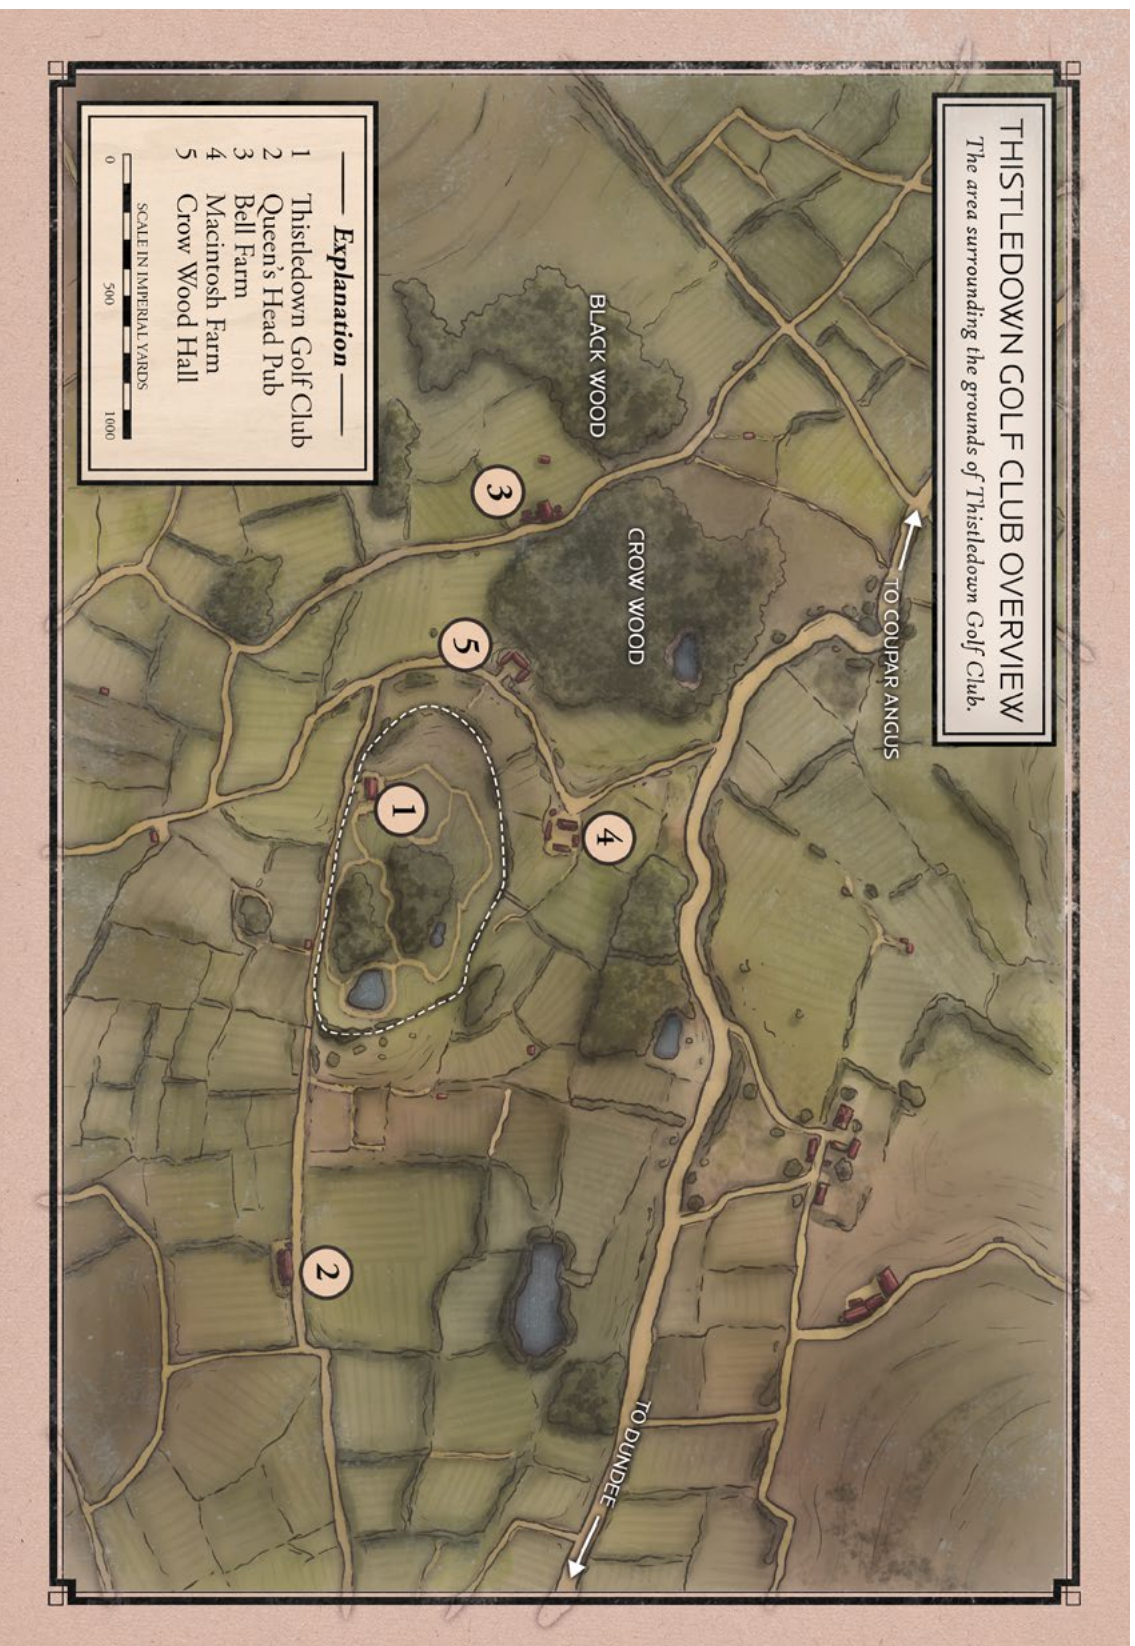 THISTLEDOWN GOLF CLUB OVERVIEW
The area surrounding the grounds of Thistledown Golf Club.
TO COUPAR ANGUS
BLACK WOOD
CROW WOOD
3
5
4
1
2
TO DUNDEE
Explanation
1 Thistledown Golf Club
2 Queen's Head Pub
3 Bell Farm
4 Macintosh Farm
5 Crow Wood Hall
SCALE IN IMPERIAL YARDS
0 500 1000